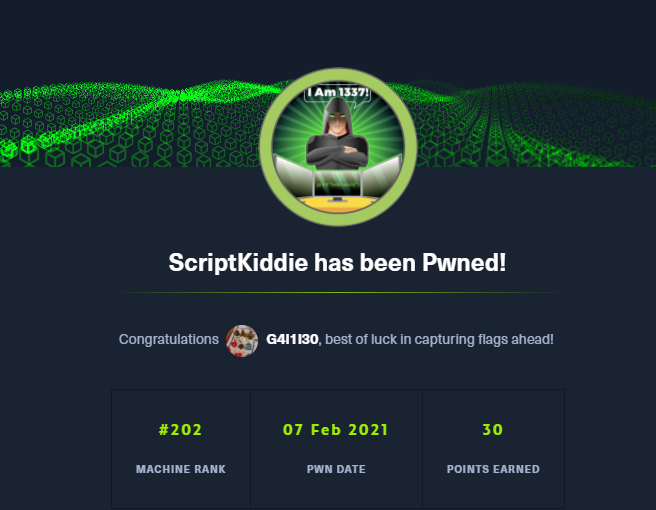 I Am 1337!
ScriptKiddie has been Pwned!
Congratulations G4l1l30, best of luck in capturing flags ahead!
#202 07 Feb 2021 30
MACHINE RANK PWN DATE POINTS EARNED